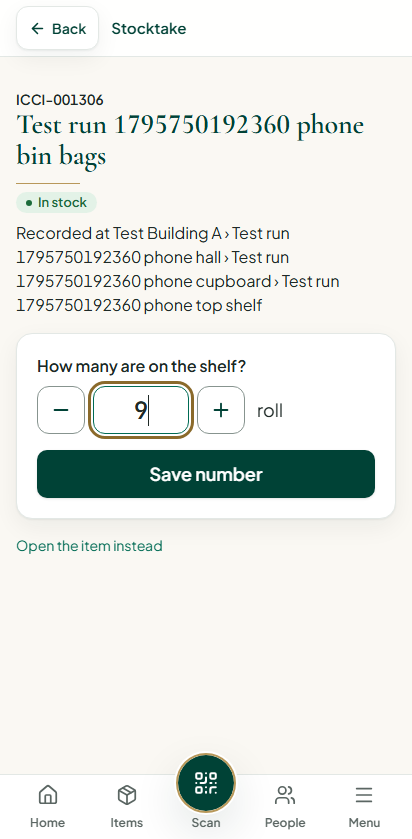 Back
Stocktake
ICCI-001306
Test run 1795750192360 phone
bin bags
In stock
Recorded at Test Building A › Test run
1795750192360 phone hall › Test run
1795750192360 phone cupboard › Test run
1795750192360 phone top shelf
How many are on the shelf?
9
roll
Save number
Open the item instead
Home
Items
Scan
People
Menu